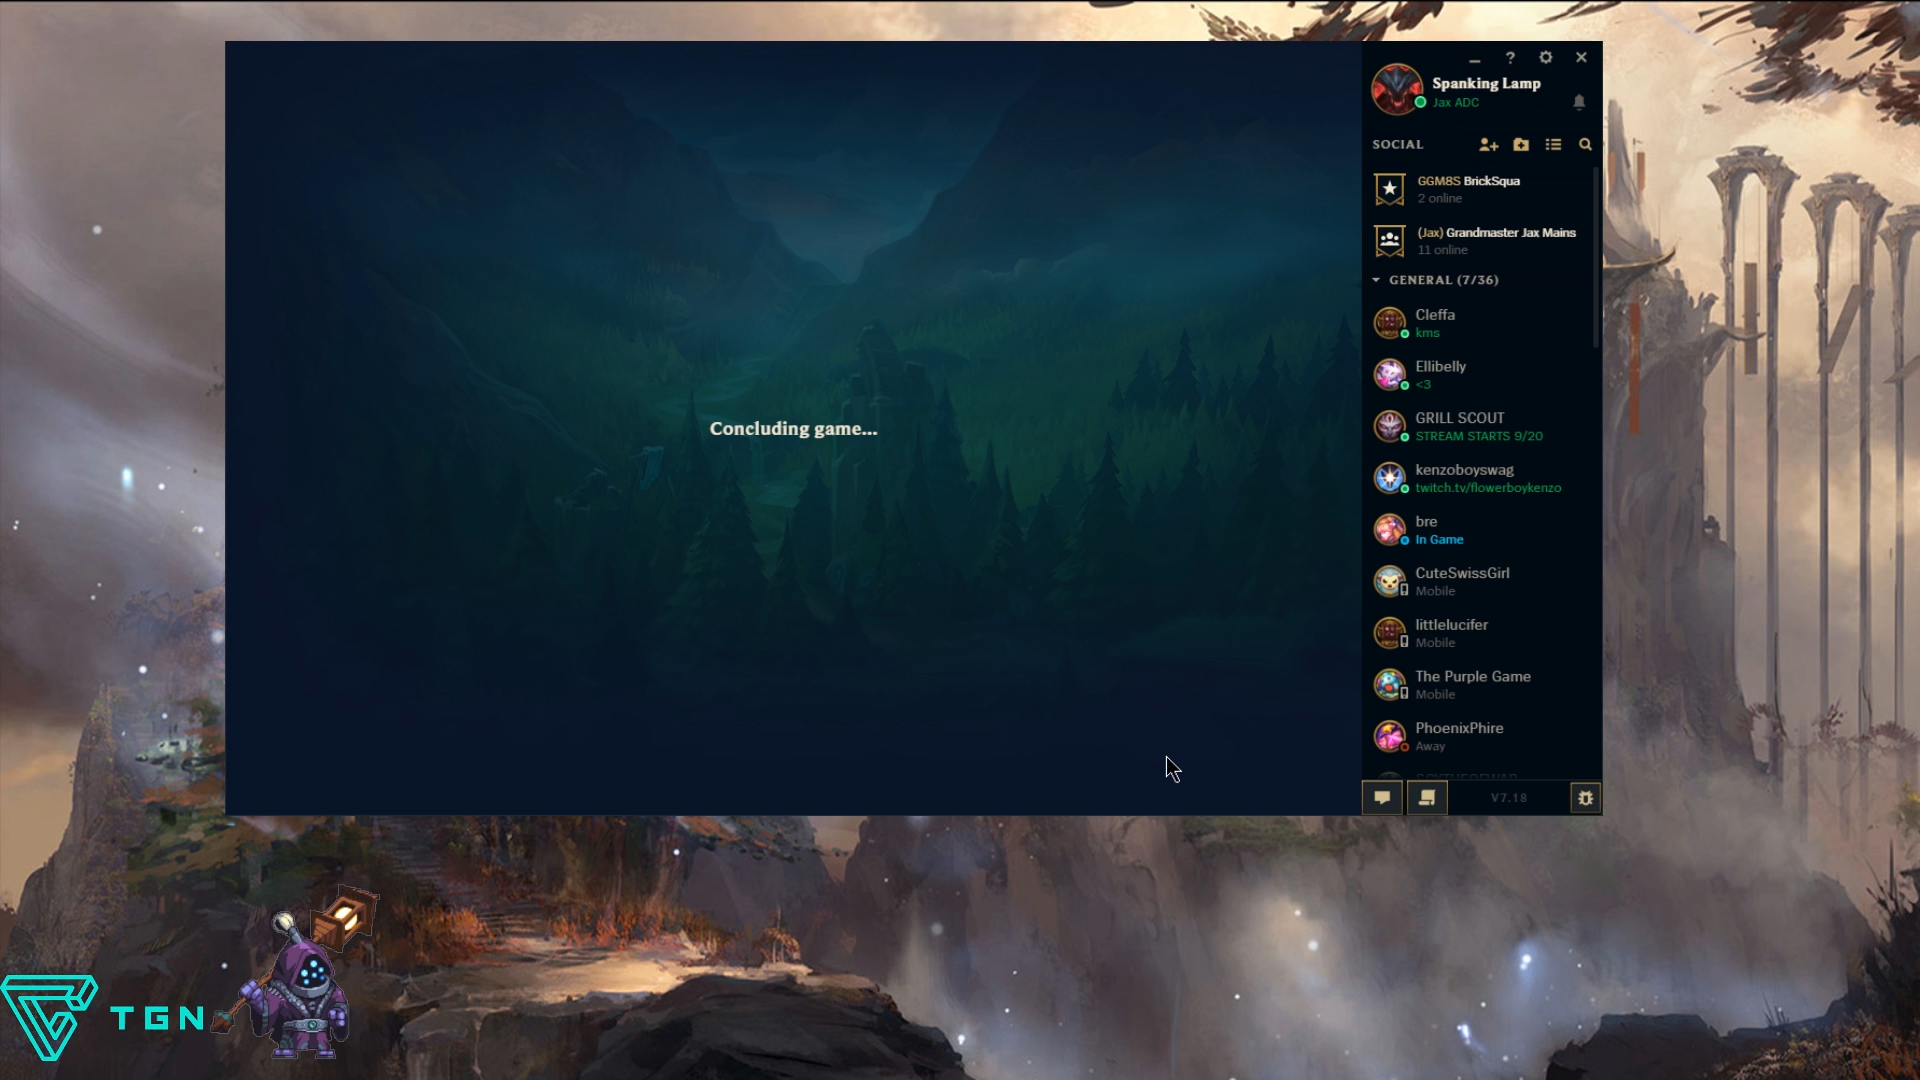 ?
Spanking Lamp
Jax ADC
SOCIAL
GGM8S BrickSqua
2 online
(Jax) Grandmaster Jax Mains
11 online
GENERAL (7/36)
Cleffa
kms
Ellibelly
<3
GRILL SCOUT
STREAM STARTS 9/20
kenzoboyswag
twitch.tv/flowerboykenzo
bre
In Game
CuteSwissGirl
Mobile
littlelucifer
Mobile
The Purple Game
Mobile
PhoenixPhire
Away
V7.18
Concluding game...
TGN